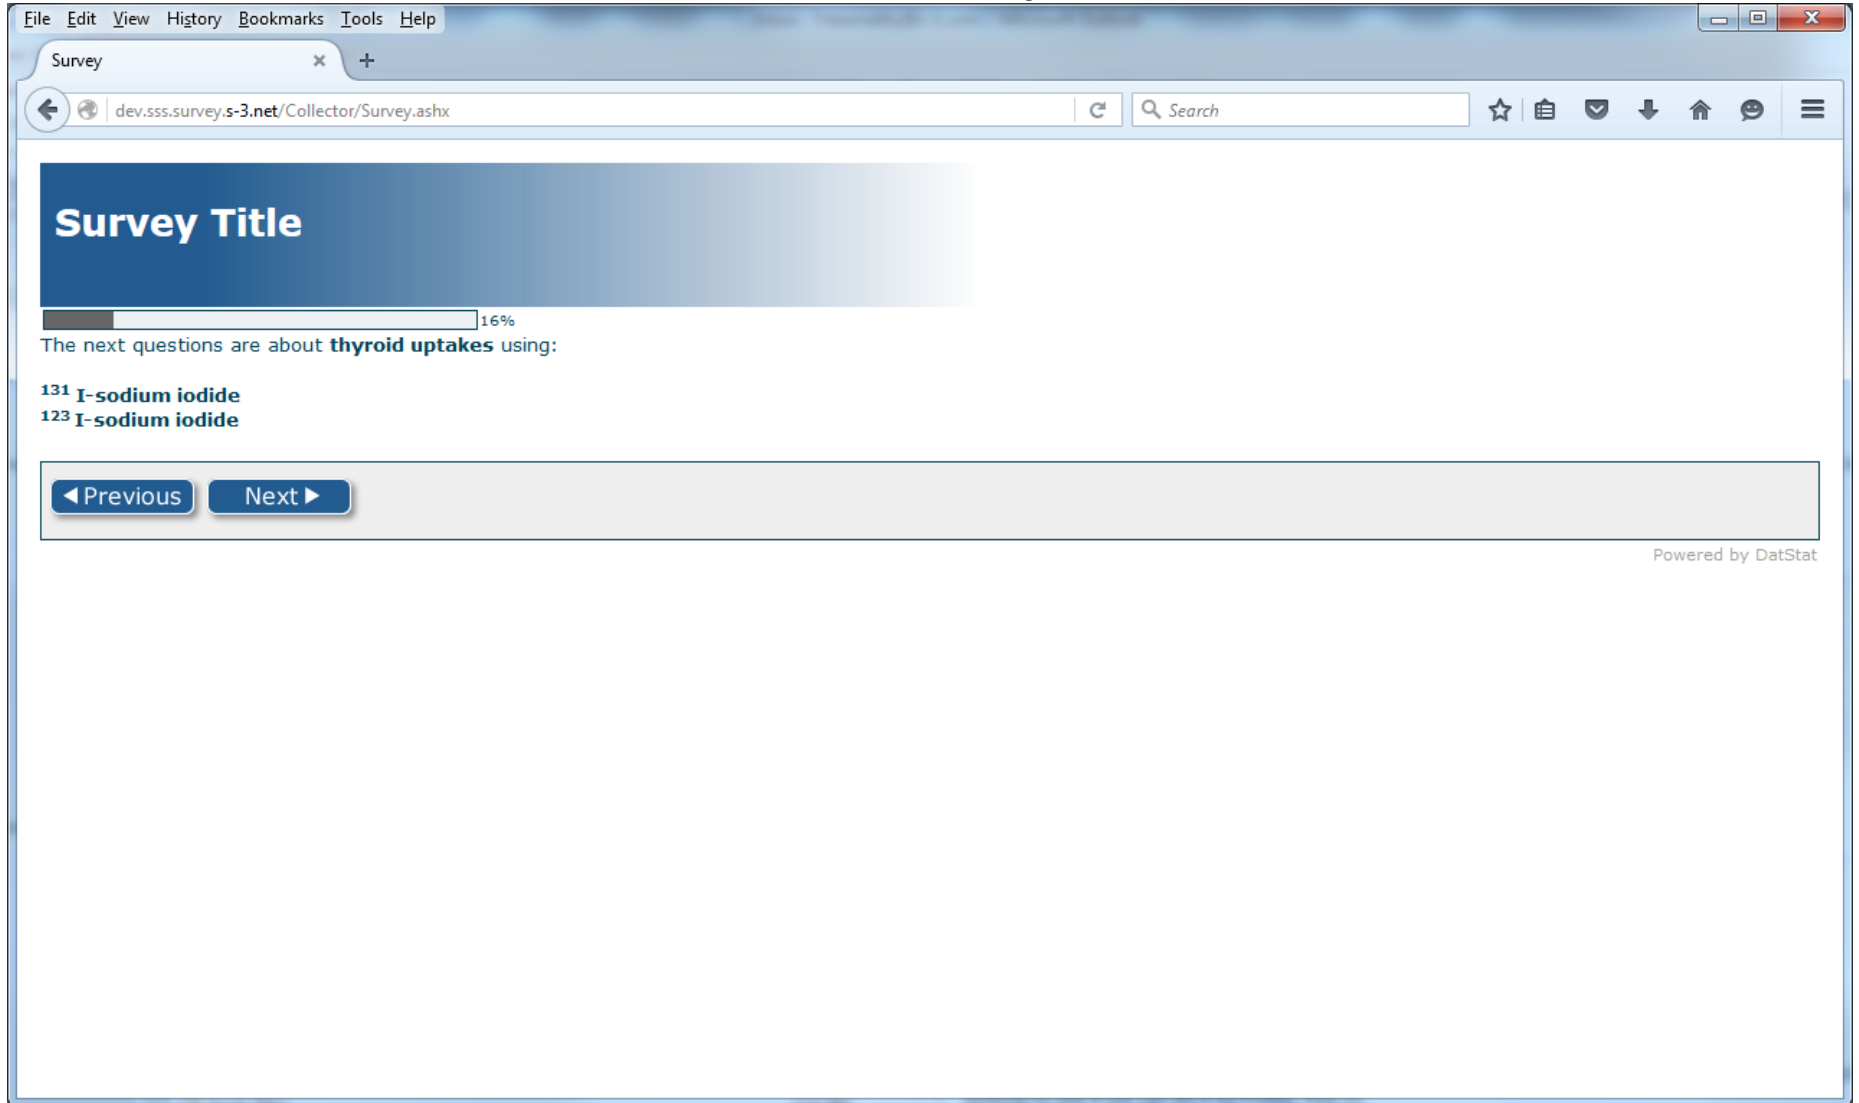 File Edit View History Bookmarks Tools Help
Survey
dev.sss.survey.s-3.net/Collector/Survey.ashx
Search
Survey Title
16%
The next questions are about thyroid uptakes using:
131 I-sodium iodide
123 I-sodium iodide
Previous Next
Powered by DatStat